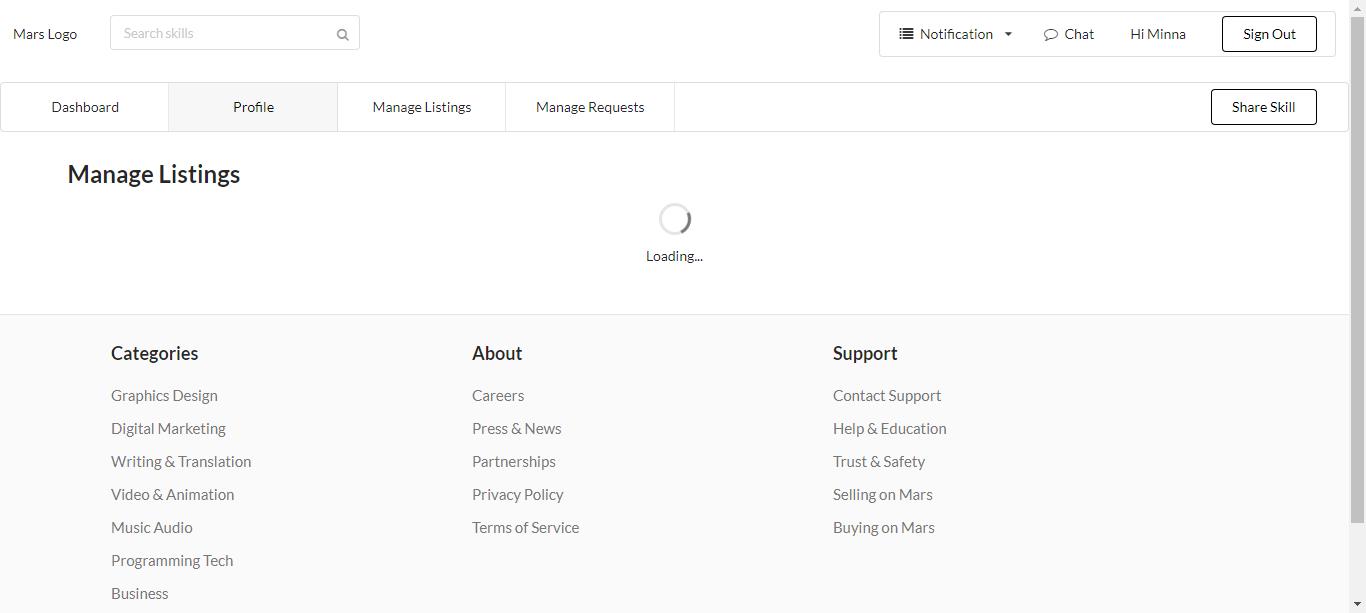 Mars Logo
Search skills
Notification
Chat
Hi Minna
Sign Out
Dashboard
Profile
Manage Listings
Manage Requests
Share Skill
Manage Listings
Loading...
Categories
Graphics Design
Digital Marketing
Writing & Translation
Video & Animation
Music Audio
Programming Tech
Business
About
Careers
Press & News
Partnerships
Privacy Policy
Terms of Service
Support
Contact Support
Help & Education
Trust & Safety
Selling on Mars
Buying on Mars